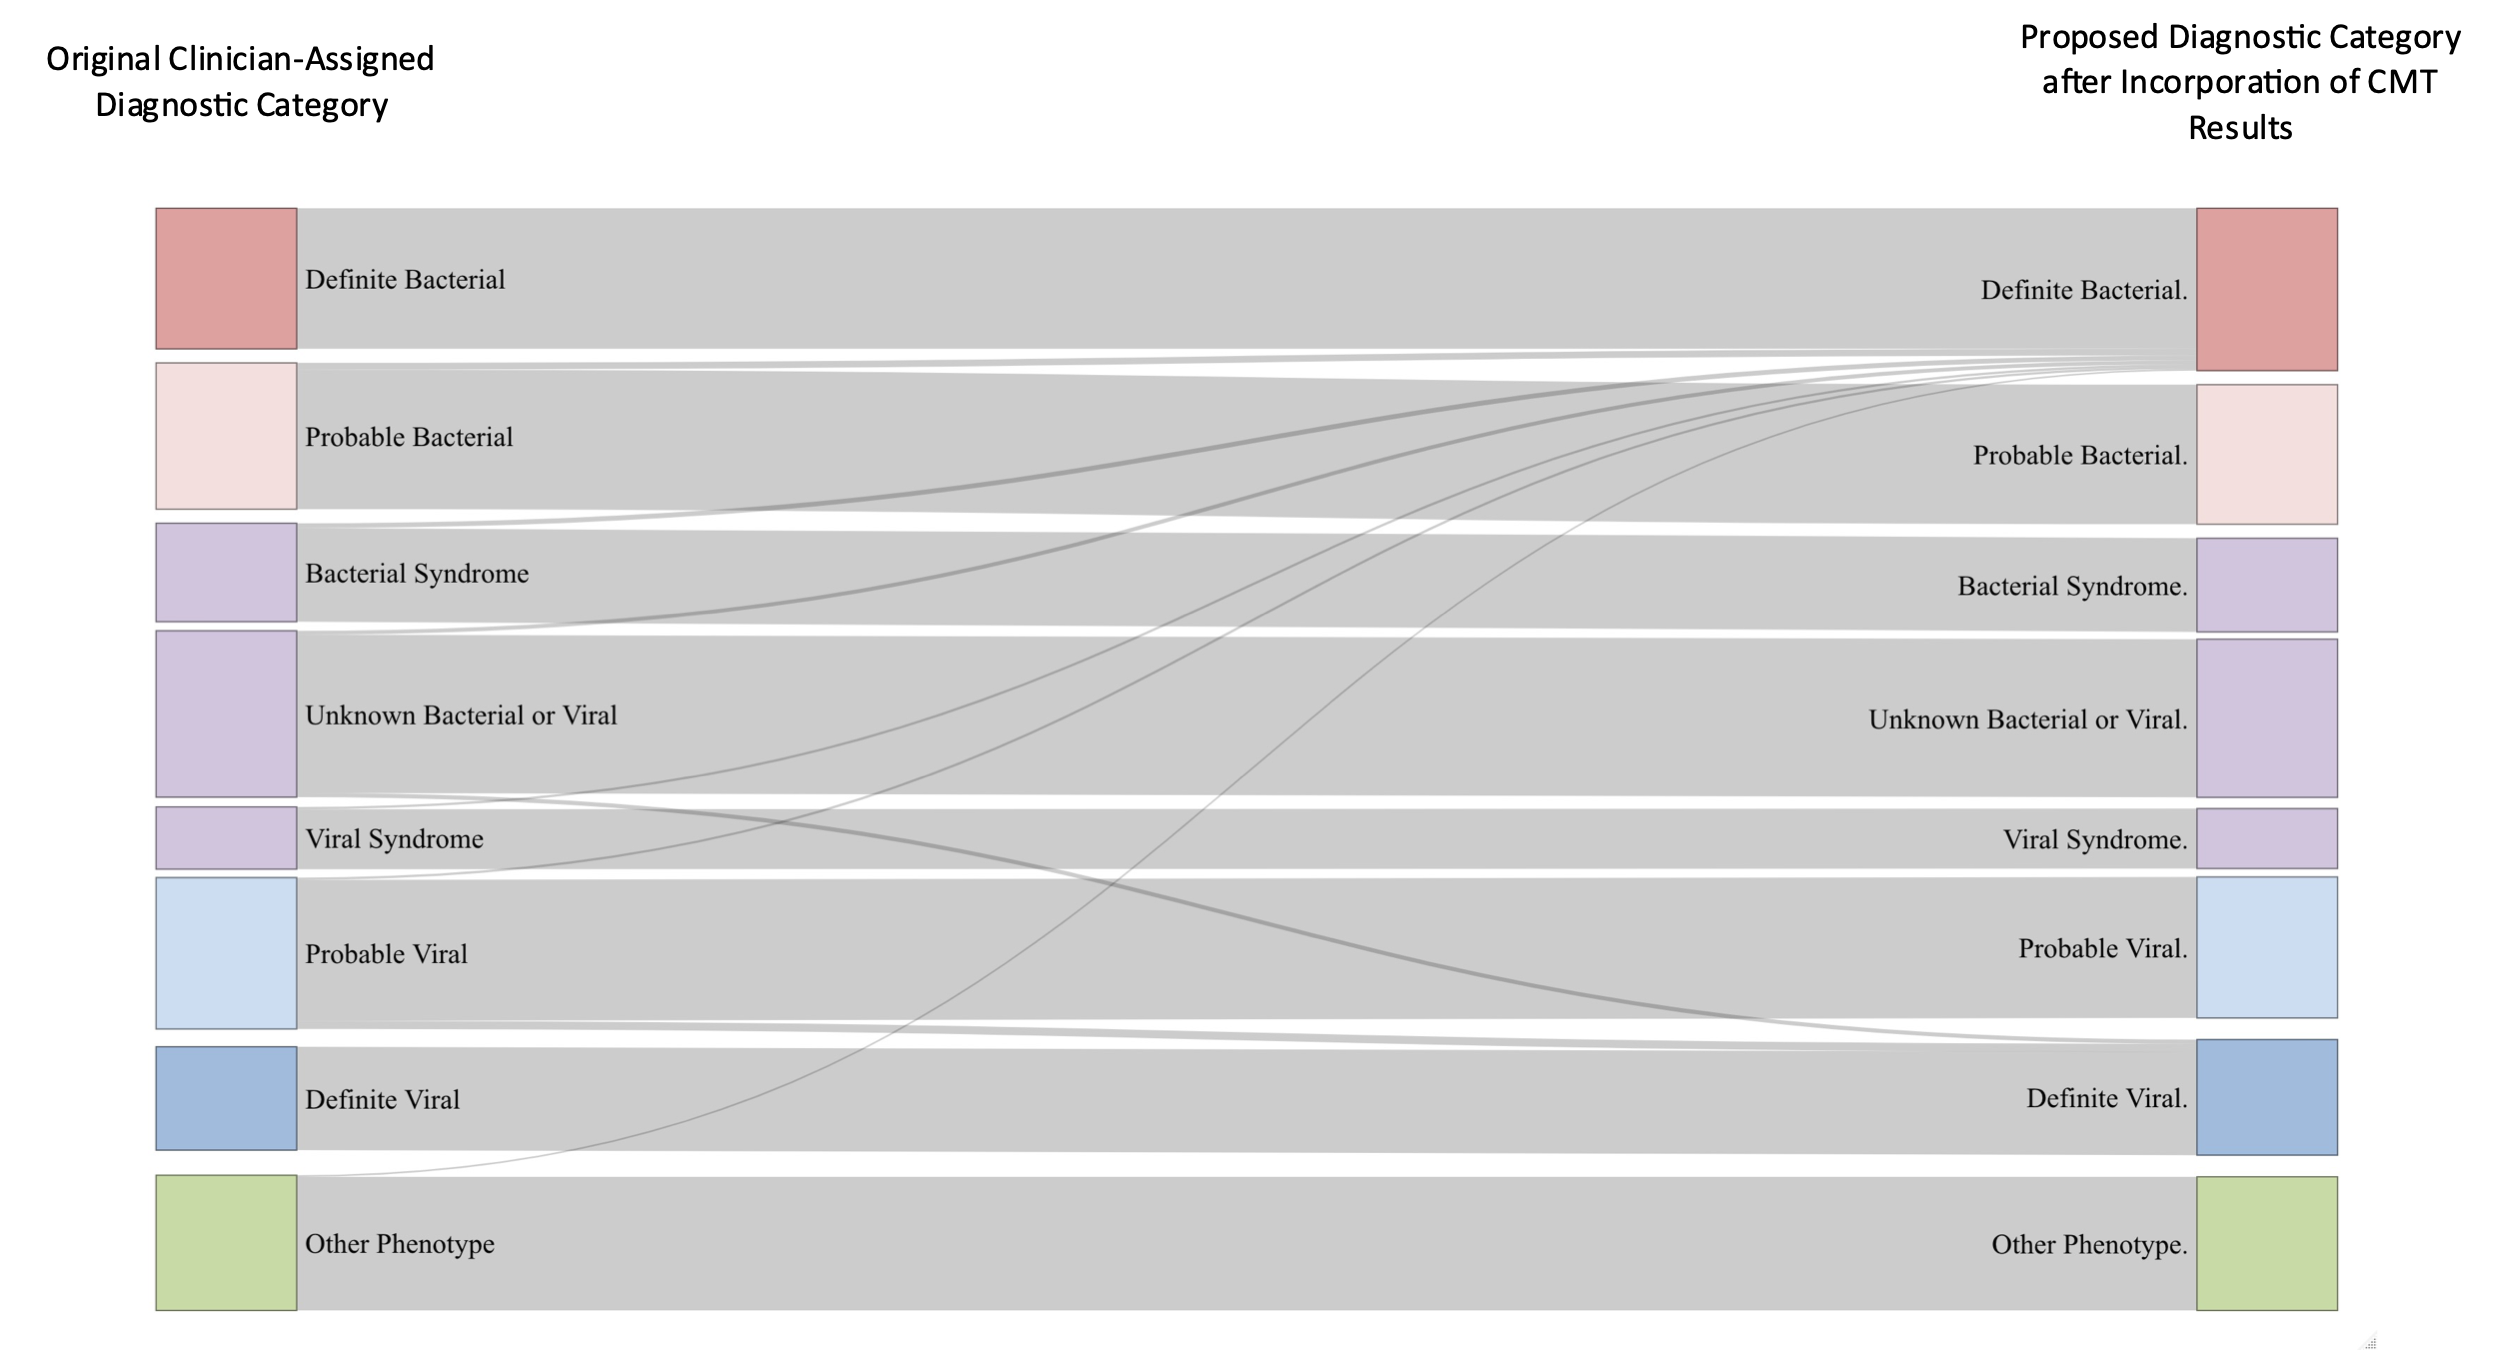 Original Clinician-Assigned
Diagnostic Category
Proposed Diagnostic Category
after Incorporation of CMT
Results
Definite Bacterial
Definite Bacterial.
Probable Bacterial
Probable Bacterial.
Bacterial Syndrome
Bacterial Syndrome.
Unknown Bacterial or Viral
Unknown Bacterial or Viral.
Viral Syndrome
Viral Syndrome.
Probable Viral
Probable Viral.
Definite Viral
Definite Viral.
Other Phenotype
Other Phenotype.